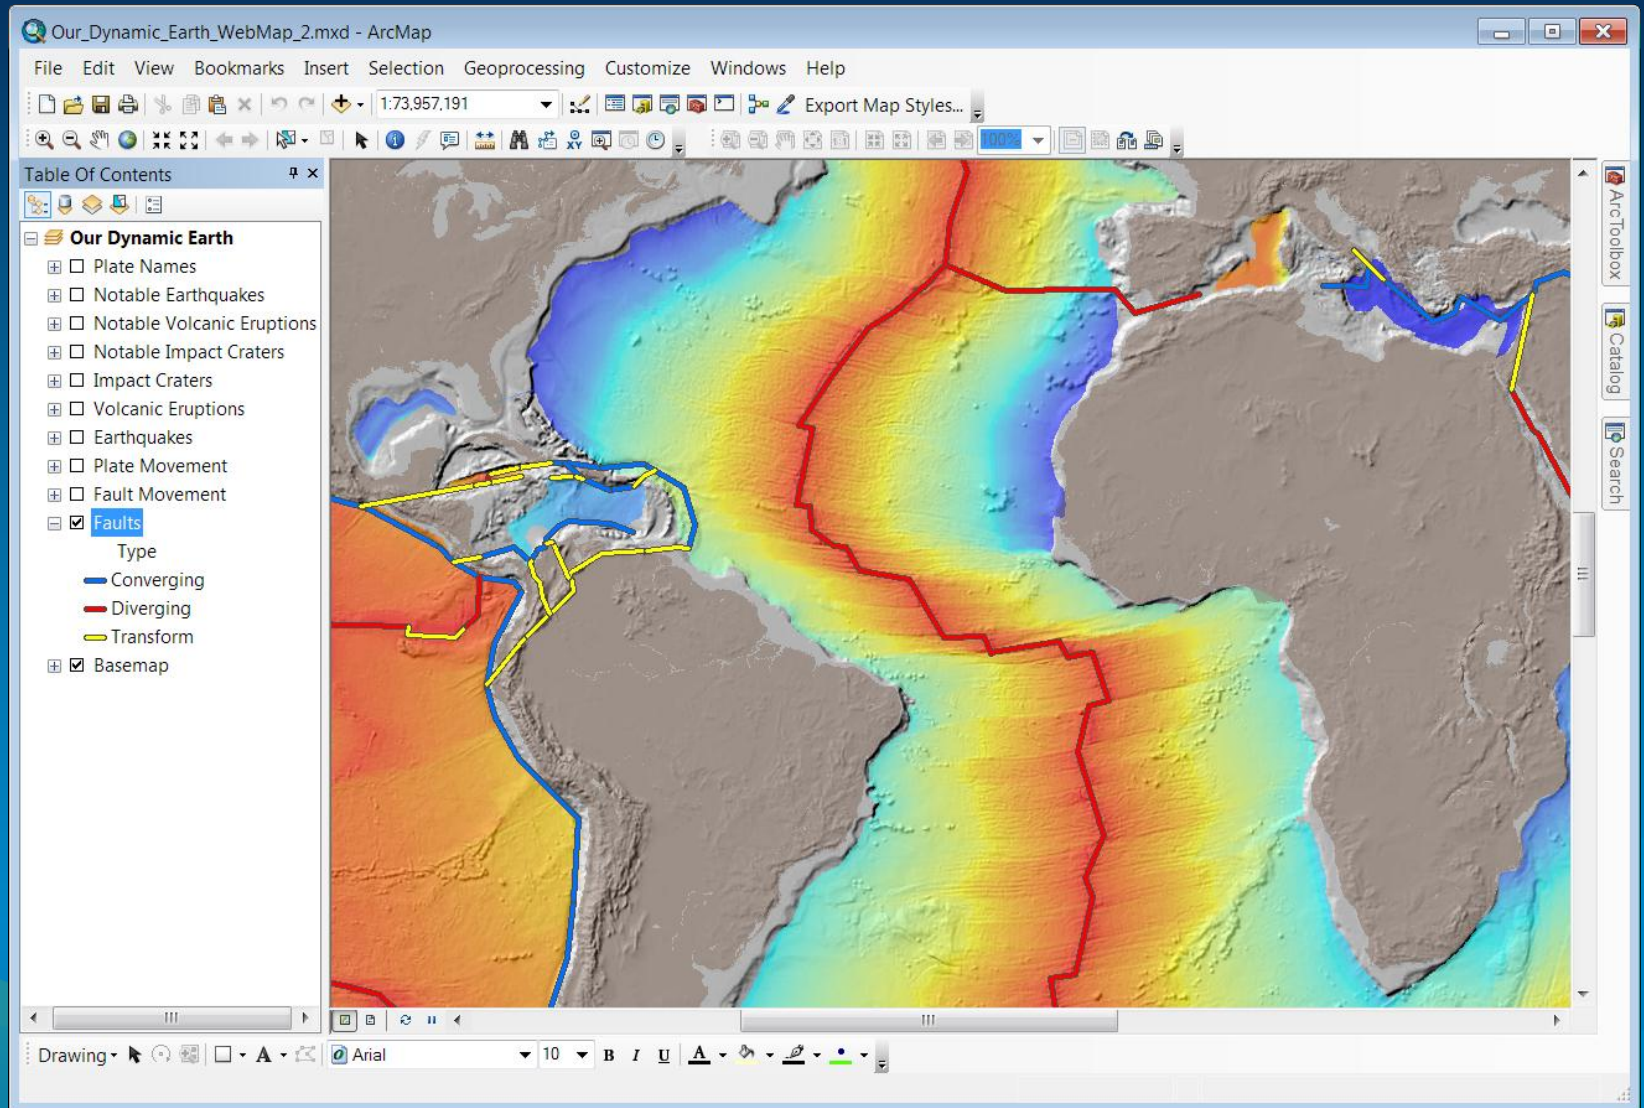 Our_Dynamic_Earth_WebMap_2.mxd - ArcMap
File Edit View Bookmarks Insert Selection Geoprocessing Customize Windows Help
1:73,957,191 Export Map Styles...
100%
Table Of Contents
Our Dynamic Earth
Plate Names
Notable Earthquakes
Notable Volcanic Eruptions
Notable Impact Craters
Impact Craters
Volcanic Eruptions
Earthquakes
Plate Movement
Fault Movement
Faults
Type
Converging
Diverging
Transform
Basemap
ArcToolbox
Catalog
Search
Drawing A Arial 10 B I U A